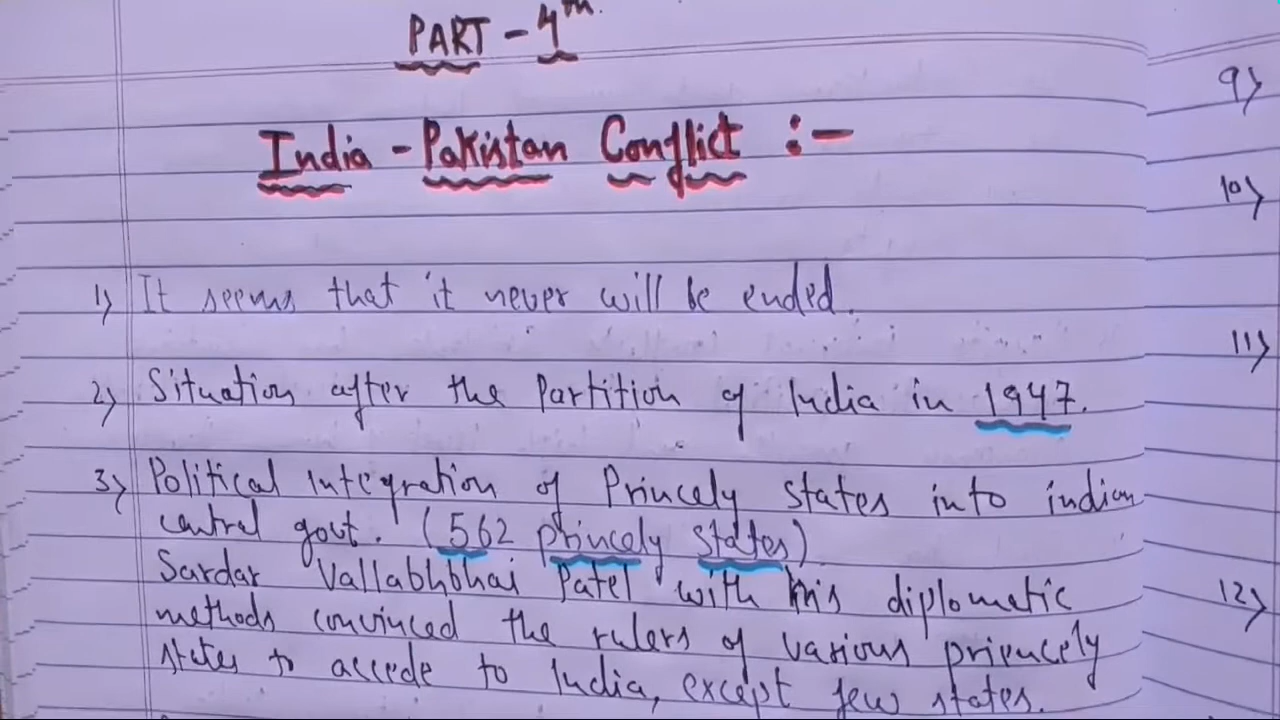 PART - 4th
India - Pakistan Conflict :-
1) It seems that it never will be ended.
2) Situation after the Partition of India in 1947.
3) Political Integration of Princely states into indian
central govt. (562 princely states)
Sardar Vallabhbhai Patel with his diplomatic
methods convinced the rulers of various priencely
states to accede to India, except few states.
9)
10)
11)
12)